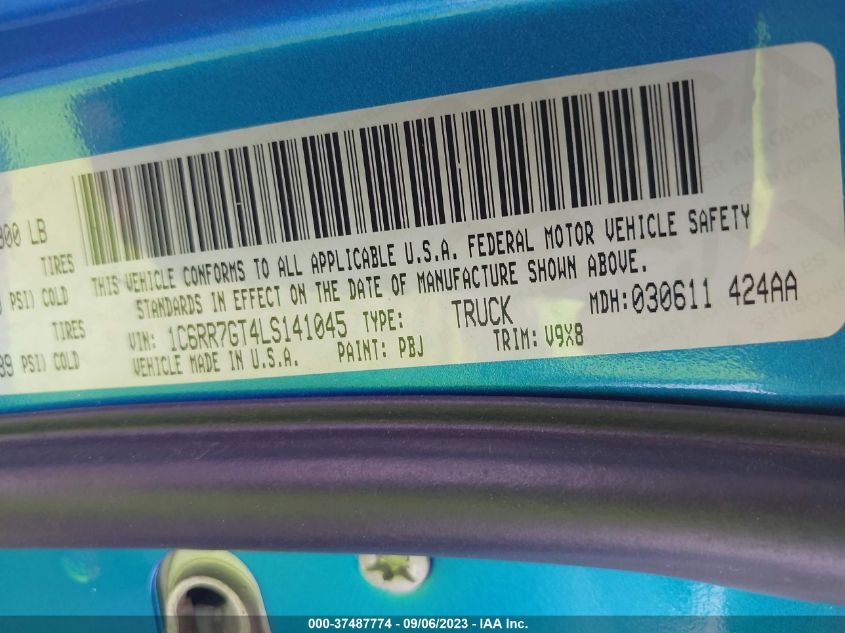 900 LB
TIRES
PSI) COLD
TIRES
39 PSI) COLD
THIS VEHICLE CONFORMS TO ALL APPLICABLE U.S.A. FEDERAL MOTOR VEHICLE SAFETY
STANDARDS IN EFFECT ON THE DATE OF MANUFACTURE SHOWN ABOVE.
VIN: 1C6RR7GT4LS141045 TYPE: TRUCK MDH:030611 424AA
VEHICLE MADE IN U.S.A. PAINT: PBJ TRIM: V9X8
000-37487774 - 09/06/2023 - IAA Inc.